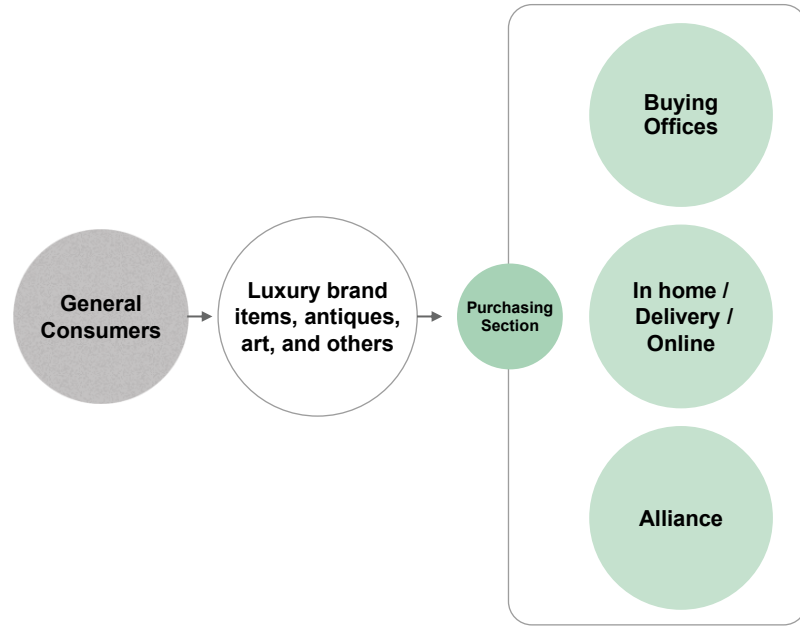 General
Consumers
Luxury brand
items, antiques,
art, and others
Purchasing
Section
Buying
Offices
In home /
Delivery /
Online
Alliance